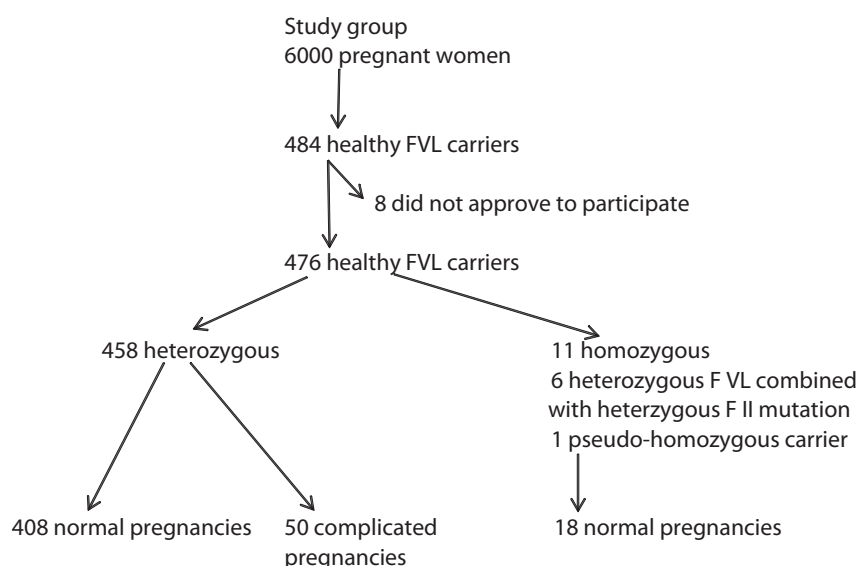 Study group
6000 pregnant women
484 healthy FVL carriers
8 did not approve to participate
476 healthy FVL carriers
458 heterozygous
11 homozygous
6 heterozygous F VL combined
with heterzygous F II mutation
1 pseudo-homozygous carrier
408 normal pregnancies
50 complicated
pregnancies
18 normal pregnancies